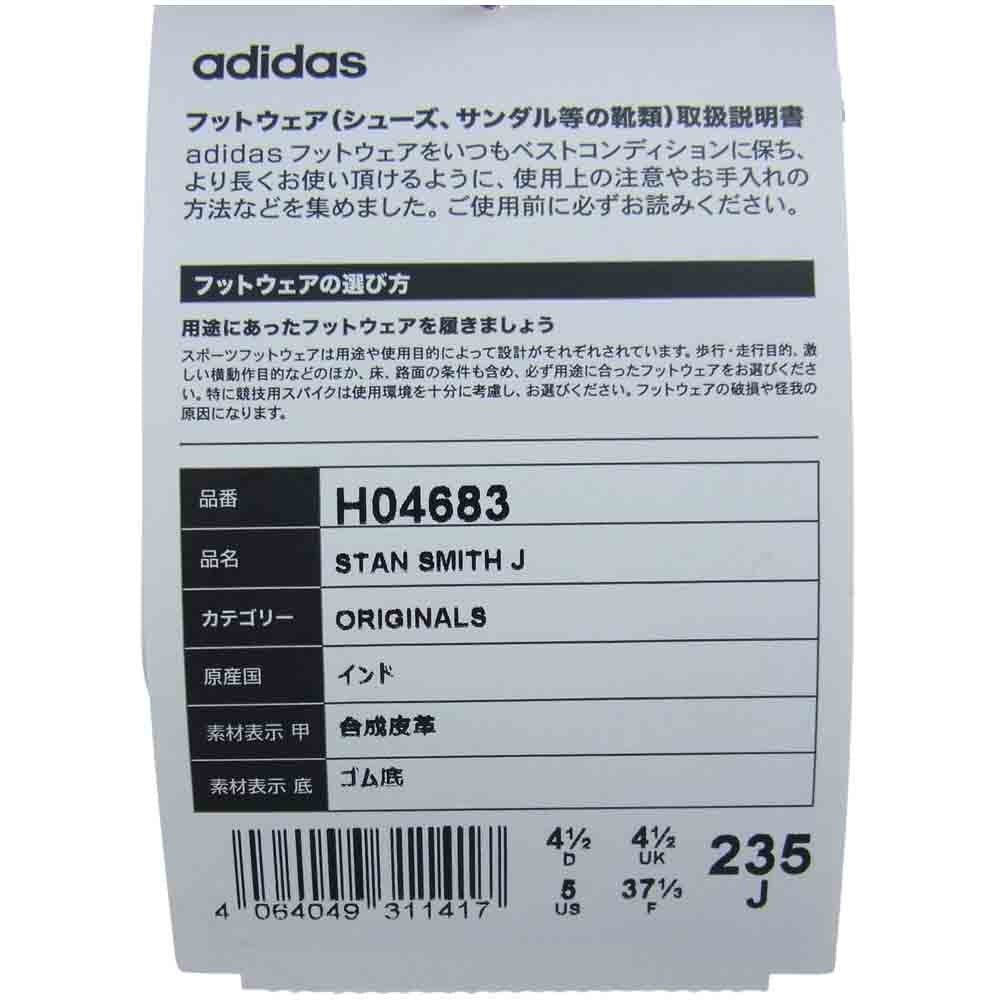 adidas
フットウェア(シューズ、サンダル等の靴類)取扱説明書
adidas フットウェアをいつもベストコンディションに保ち、
より長くお使い頂けるように、使用上の注意やお手入れの
方法などを集めました。ご使用前に必ずお読みください。
フットウェアの選び方
用途にあったフットウェアを履きましょう
スポーツフットウェアは用途や使用目的によって設計がそれぞれされています。歩行・走行目的、激
しい横動作目的などのほか、床、路面の条件も含め、必ず用途に合ったフットウェアをお選びくださ
い。特に競技用スパイクは使用環境を十分に考慮し、お選びください。フットウェアの破損や怪我の
原因になります。
品番 H04683
品名 STAN SMITH J
カテゴリー ORIGINALS
原産国 インド
素材表示 甲 合成皮革
素材表示 底 ゴム底
4½ 4½ 235
D UK J
5 37⅓
US F
4 064049 311417